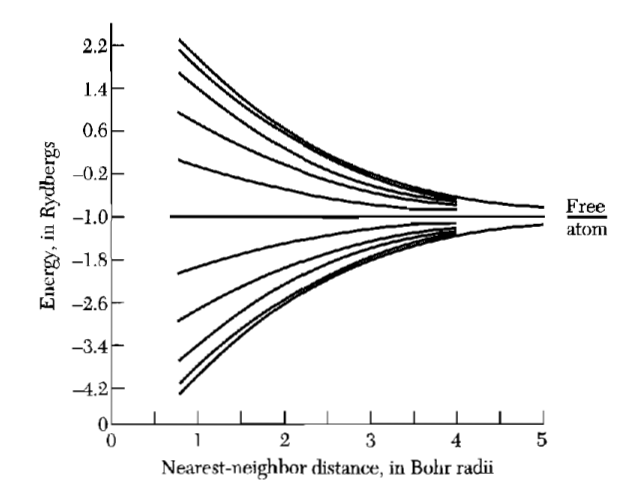 2.2
1.4
0.6
−0.2
−1.0
−1.8
−2.6
−3.4
−4.2
0
Energy, in Rydbergs
Free
atom
0 1 2 3 4 5
Nearest-neighbor distance, in Bohr radii